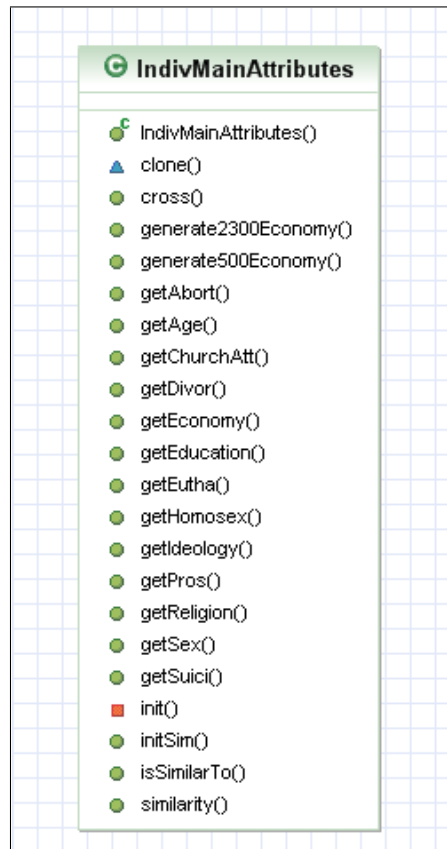 C IndivMainAttributes
C IndivMainAttributes()
clone()
cross()
generate2300Economy()
generate500Economy()
getAbort()
getAge()
getChurchAtt()
getDivor()
getEconomy()
getEducation()
getEutha()
getHomosex()
getIdeology()
getPros()
getReligion()
getSex()
getSuici()
init()
initSim()
isSimilarTo()
similarity()